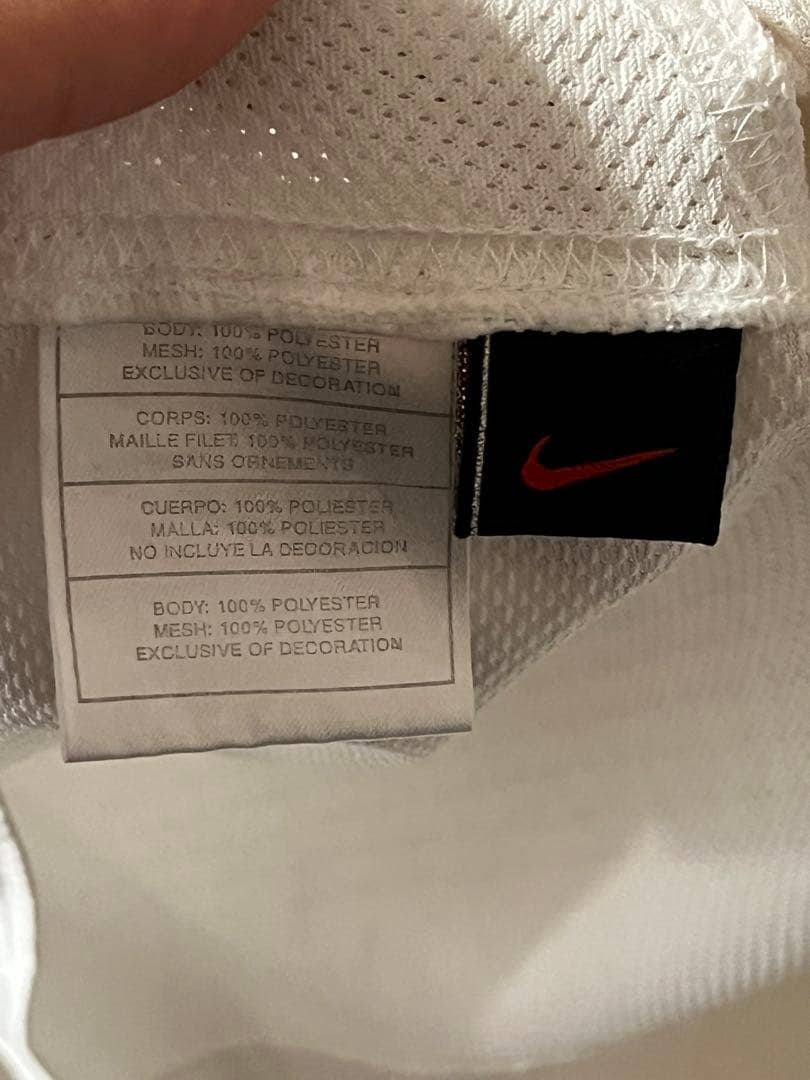 BODY: 100% POLYESTER
MESH: 100% POLYESTER
EXCLUSIVE OF DECORATION
CORPS: 100% POLYESTER
MAILLE FILET: 100% POLYESTER
SANS ORNEMENTS
CUERPO: 100% POLIESTER
MALLA: 100% POLIESTER
NO INCLUYE LA DECORACION
BODY: 100% POLYESTER
MESH: 100% POLYESTER
EXCLUSIVE OF DECORATION